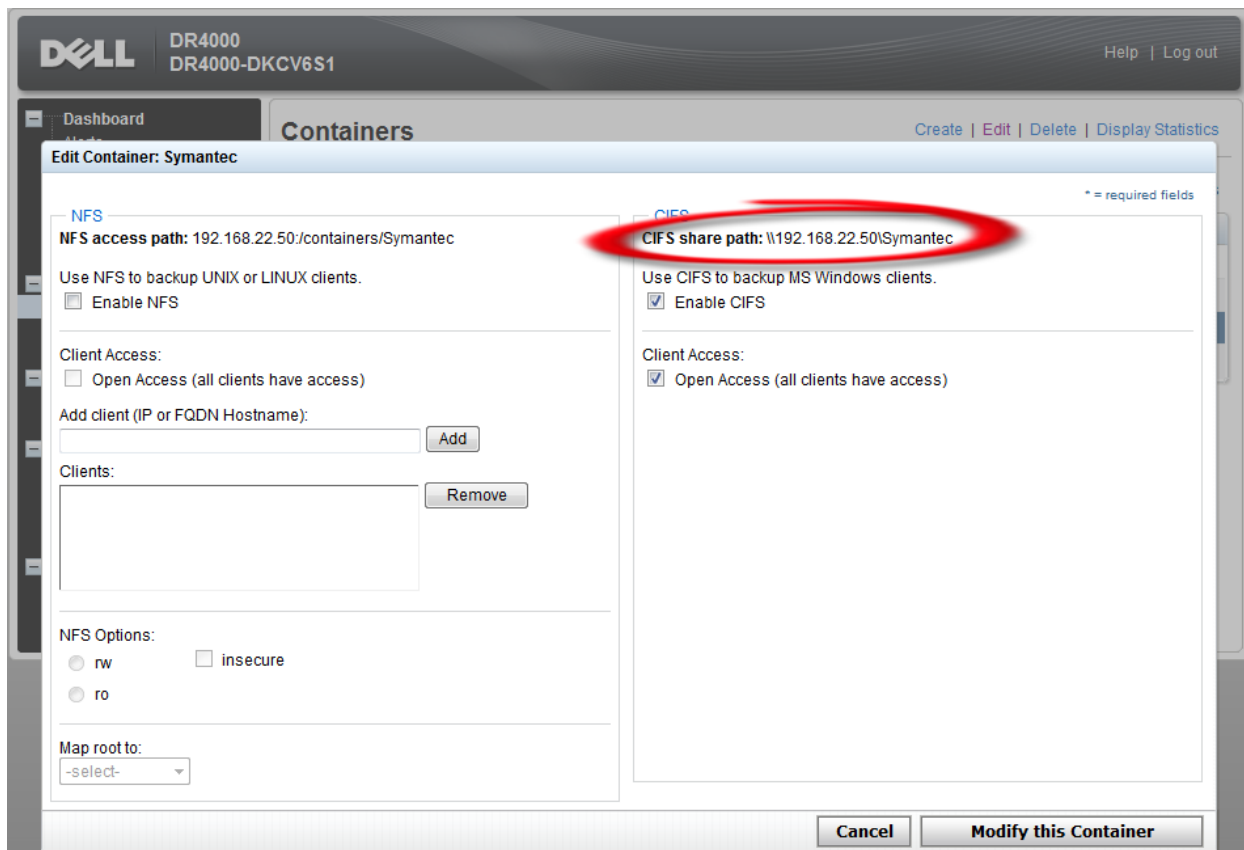 DELL
DR4000
DR4000-DKCV6S1
Help | Log out
Dashboard
Alerts
Containers
Create | Edit | Delete | Display Statistics
Edit Container: Symantec
* = required fields
NFS
NFS access path: 192.168.22.50:/containers/Symantec
Use NFS to backup UNIX or LINUX clients.
Enable NFS
Client Access:
Open Access (all clients have access)
Add client (IP or FQDN Hostname):
Add
Clients:
Remove
NFS Options:
rw
insecure
ro
Map root to:
-select-
CIFS
CIFS share path: \\192.168.22.50\Symantec
Use CIFS to backup MS Windows clients.
Enable CIFS
Client Access:
Open Access (all clients have access)
Cancel
Modify this Container